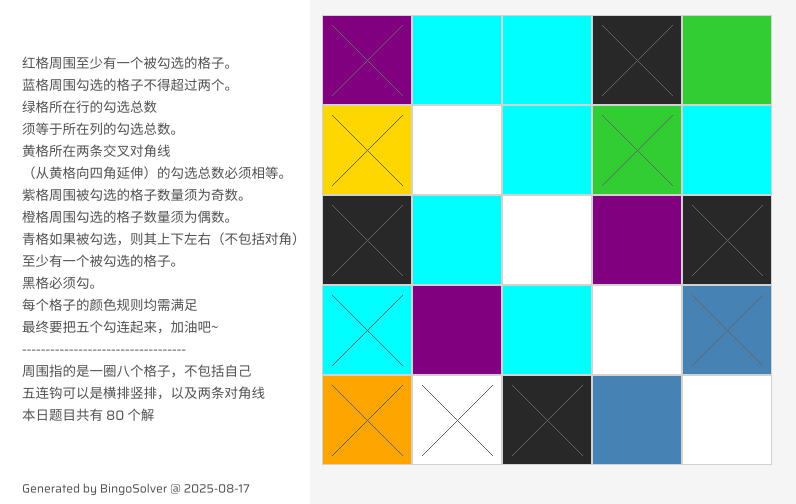 红格周围至少有一个被勾选的格子。
蓝格周围勾选的格子不得超过两个。
绿格所在行的勾选总数
须等于所在列的勾选总数。
黄格所在两条交叉对角线
（从黄格向四角延伸）的勾选总数必须相等。
紫格周围被勾选的格子数量须为奇数。
橙格周围勾选的格子数量须为偶数。
青格如果被勾选，则其上下左右（不包括对角）
至少有一个被勾选的格子。
黑格必须勾。
每个格子的颜色规则均需满足
最终要把五个勾连起来，加油吧~
----------------------------------
周围指的是一圈八个格子，不包括自己
五连钩可以是横排竖排，以及两条对角线
本日题目共有 80 个解
Generated by BingoSolver @ 2025-08-17